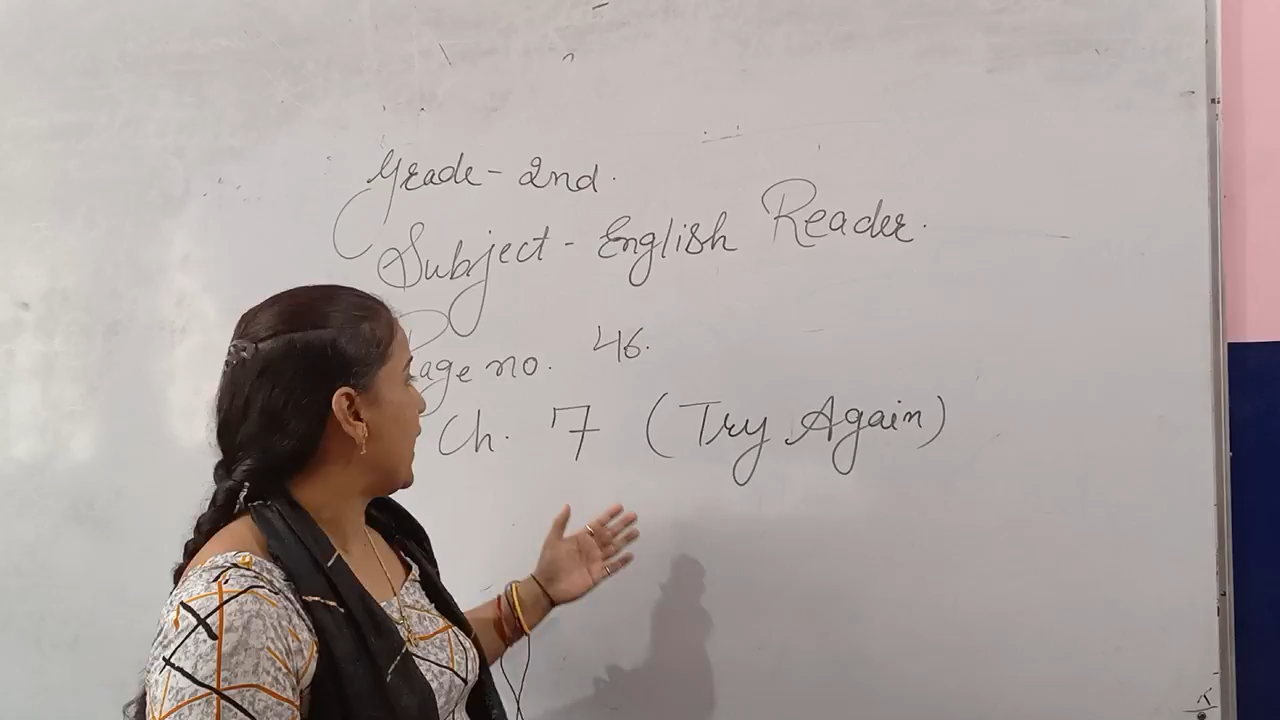 Grade - 2nd.
Subject - English Reader.
Page no. 46.
Ch. 7 (Try Again)